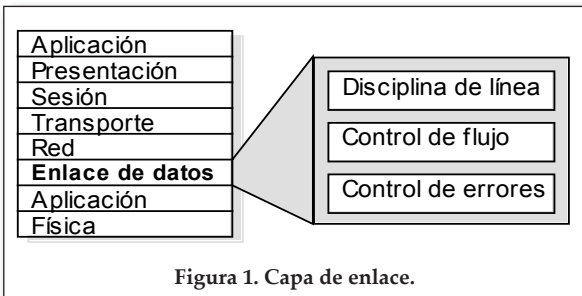 Aplicación
Presentación
Sesión
Transporte
Red
Enlace de datos
Aplicación
Física
Disciplina de línea
Control de flujo
Control de errores
Figura 1. Capa de enlace.